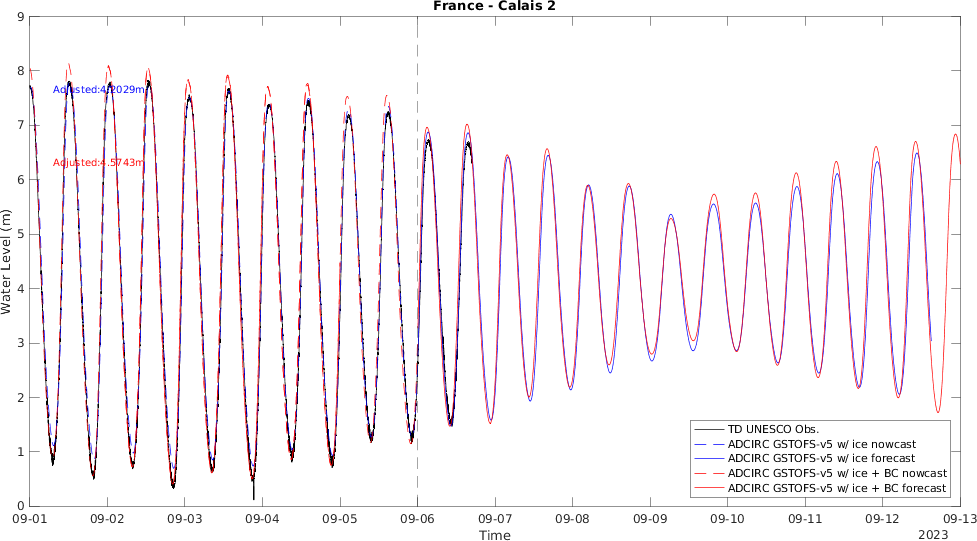 France - Calais 2
9
8
7
6
5
4
3
2
1
0
Water Level (m)
Adjusted:4.2029m
Adjusted:4.5743m
TD UNESCO Obs.
ADCIRC GSTOFS-v5 w/ ice nowcast
ADCIRC GSTOFS-v5 w/ ice forecast
ADCIRC GSTOFS-v5 w/ ice + BC nowcast
ADCIRC GSTOFS-v5 w/ ice + BC forecast
09-01 09-02 09-03 09-04 09-05 09-06 09-07 09-08 09-09 09-10 09-11 09-12 09-13
Time
2023